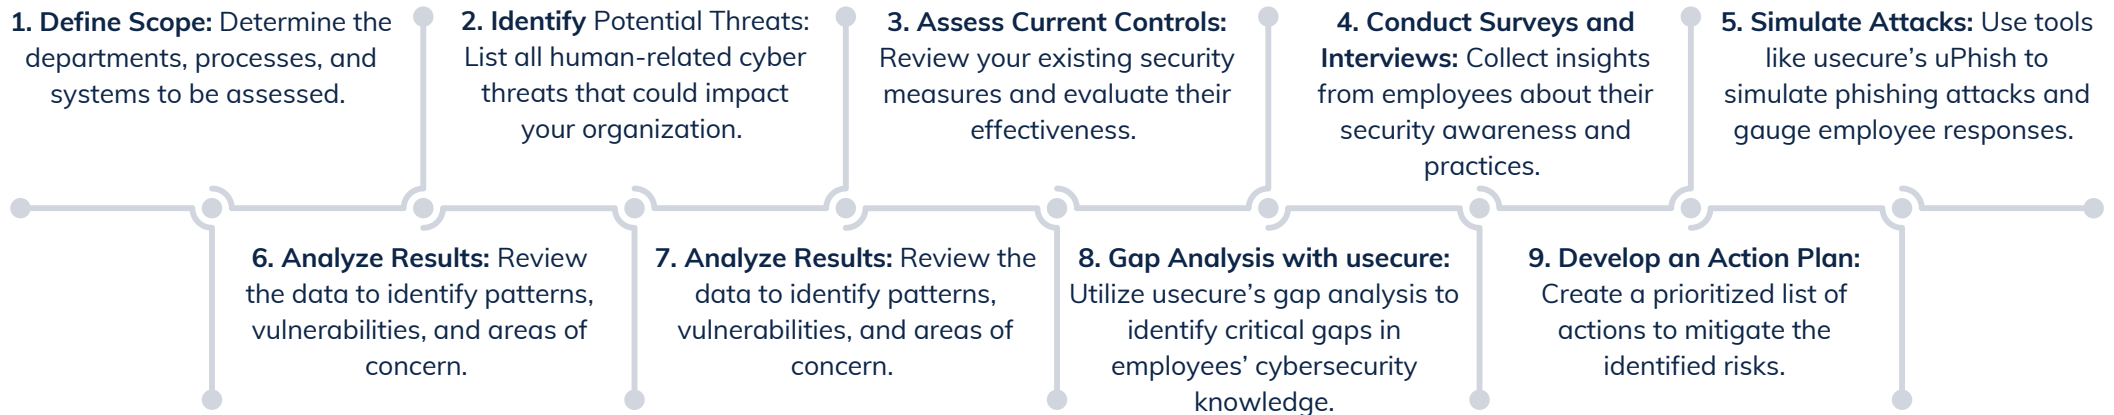 1. Define Scope: Determine the
departments, processes, and
systems to be assessed.
2. Identify Potential Threats:
List all human-related cyber
threats that could impact
your organization.
3. Assess Current Controls:
Review your existing security
measures and evaluate their
effectiveness.
4. Conduct Surveys and
Interviews: Collect insights
from employees about their
security awareness and
practices.
5. Simulate Attacks: Use tools
like usecure’s uPhish to
simulate phishing attacks and
gauge employee responses.
6. Analyze Results: Review
the data to identify patterns,
vulnerabilities, and areas of
concern.
7. Analyze Results: Review the
data to identify patterns,
vulnerabilities, and areas of
concern.
8. Gap Analysis with usecure:
Utilize usecure’s gap analysis to
identify critical gaps in
employees’ cybersecurity
knowledge.
9. Develop an Action Plan:
Create a prioritized list of
actions to mitigate the
identified risks.